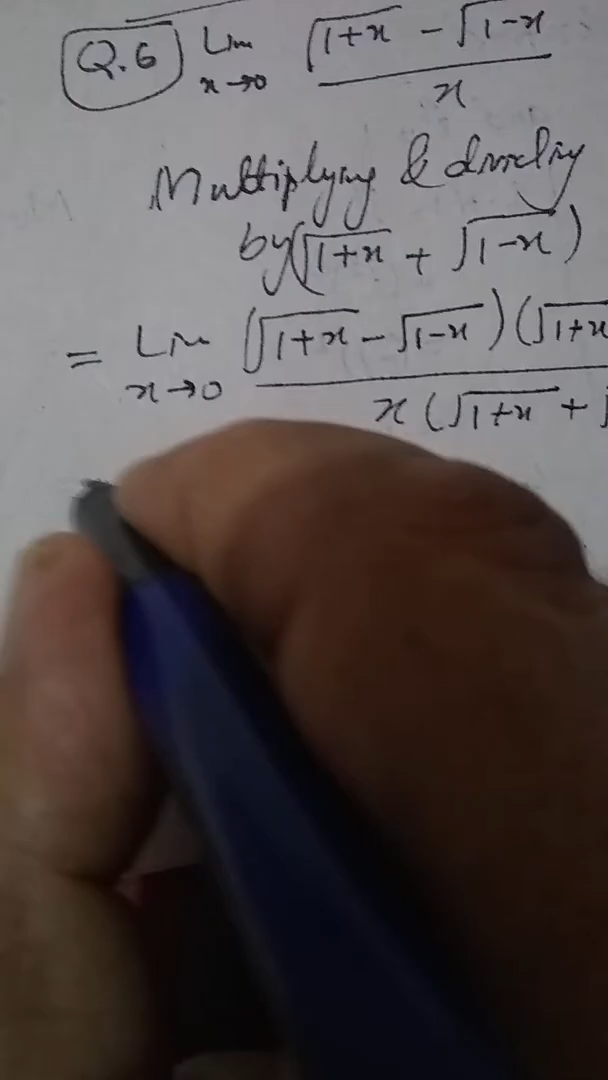 Q.6 Lim x→0 (√1+x − √1−x) / x
Multiplying & dividing
by (√1+x + √1−x)
= Lim x→0 (√1+x − √1−x)(√1+x / x(√1+x +